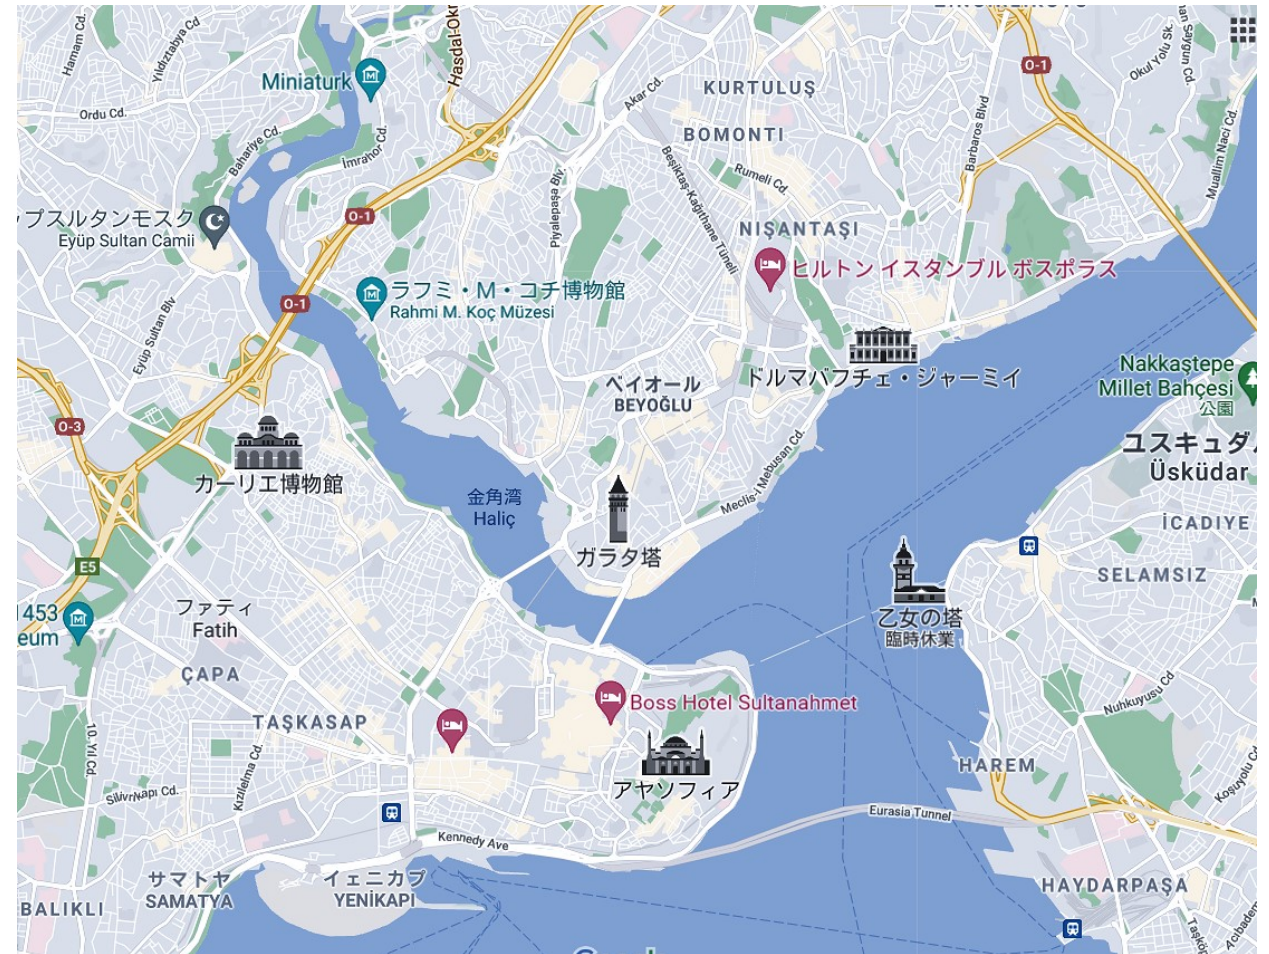 Hamam Cd.
Yıldıztabya Cd
Hasdal-Okr
Miniaturk
Ordu Cd.
Bahariye Cd.
İmrahor Cd.
Akar Cd.
KURTULUŞ
BOMONTI
Rumeli Cd.
Beşiktaş-Kağıthane Tüneli
Piyalepaşa Blv.
Barbaros Blvd
O-1
Okul Yolu Sk.
Muallim Naci Cd.
O-1
プスルタンモスク
Eyüp Sultan Camii
NIŞANTAŞI
ヒルトン イスタンブル ボスポラス
ラフミ・M・コチ博物館
Rahmi M. Koç Müzesi
O-1
Eyüp Sultan Blv
ドルマバフチェ・ジャーミイ
ベイオール
BEYOĞLU
Nakkaştepe
Millet Bahçesi
公園
O-3
カーリエ博物館
ユスキュダ
Üsküdar
金角湾
Haliç
Meclis-i Mebusan Cd.
ガラタ塔
İCADIYE
SELAMSIZ
E5
乙女の塔
臨時休業
1453
eum
ファティ
Fatih
ÇAPA
TAŞKASAP
Boss Hotel Sultanahmet
Nuhkuyusu Cd
10. Yıl Cd.
Kızılelma Cd.
Silivrikapı Cd.
アヤソフィア
HAREM
Koşuyolu Cd.
Eurasia Tunnel
Kennedy Ave
サマトヤ
SAMATYA
イェニカプ
YENİKAPI
BALIKLI
HAYDARPAŞA